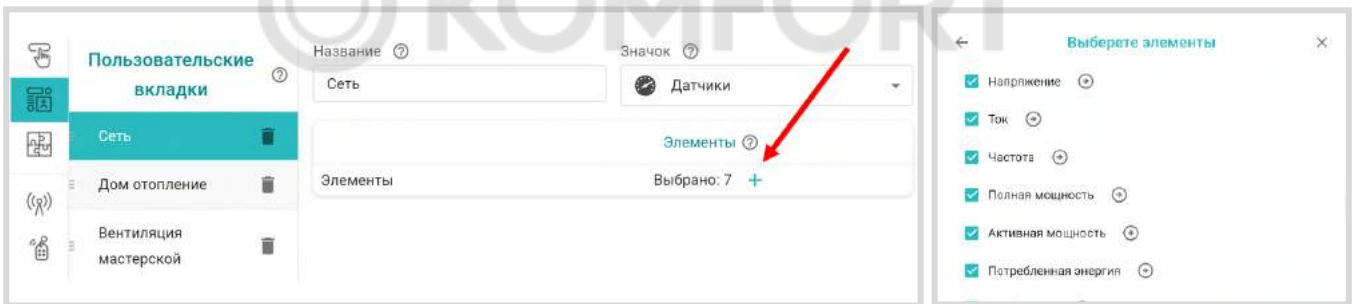 KOMFORT
Пользовательские
вкладки
Сеть
Дом отопление
Вентиляция
мастерской
Название
Сеть
Значок
Датчики
Элементы
Элементы
Выбрано: 7
Выберете элементы
Напряжение
Ток
Частота
Полная мощность
Активная мощность
Потребленная энергия